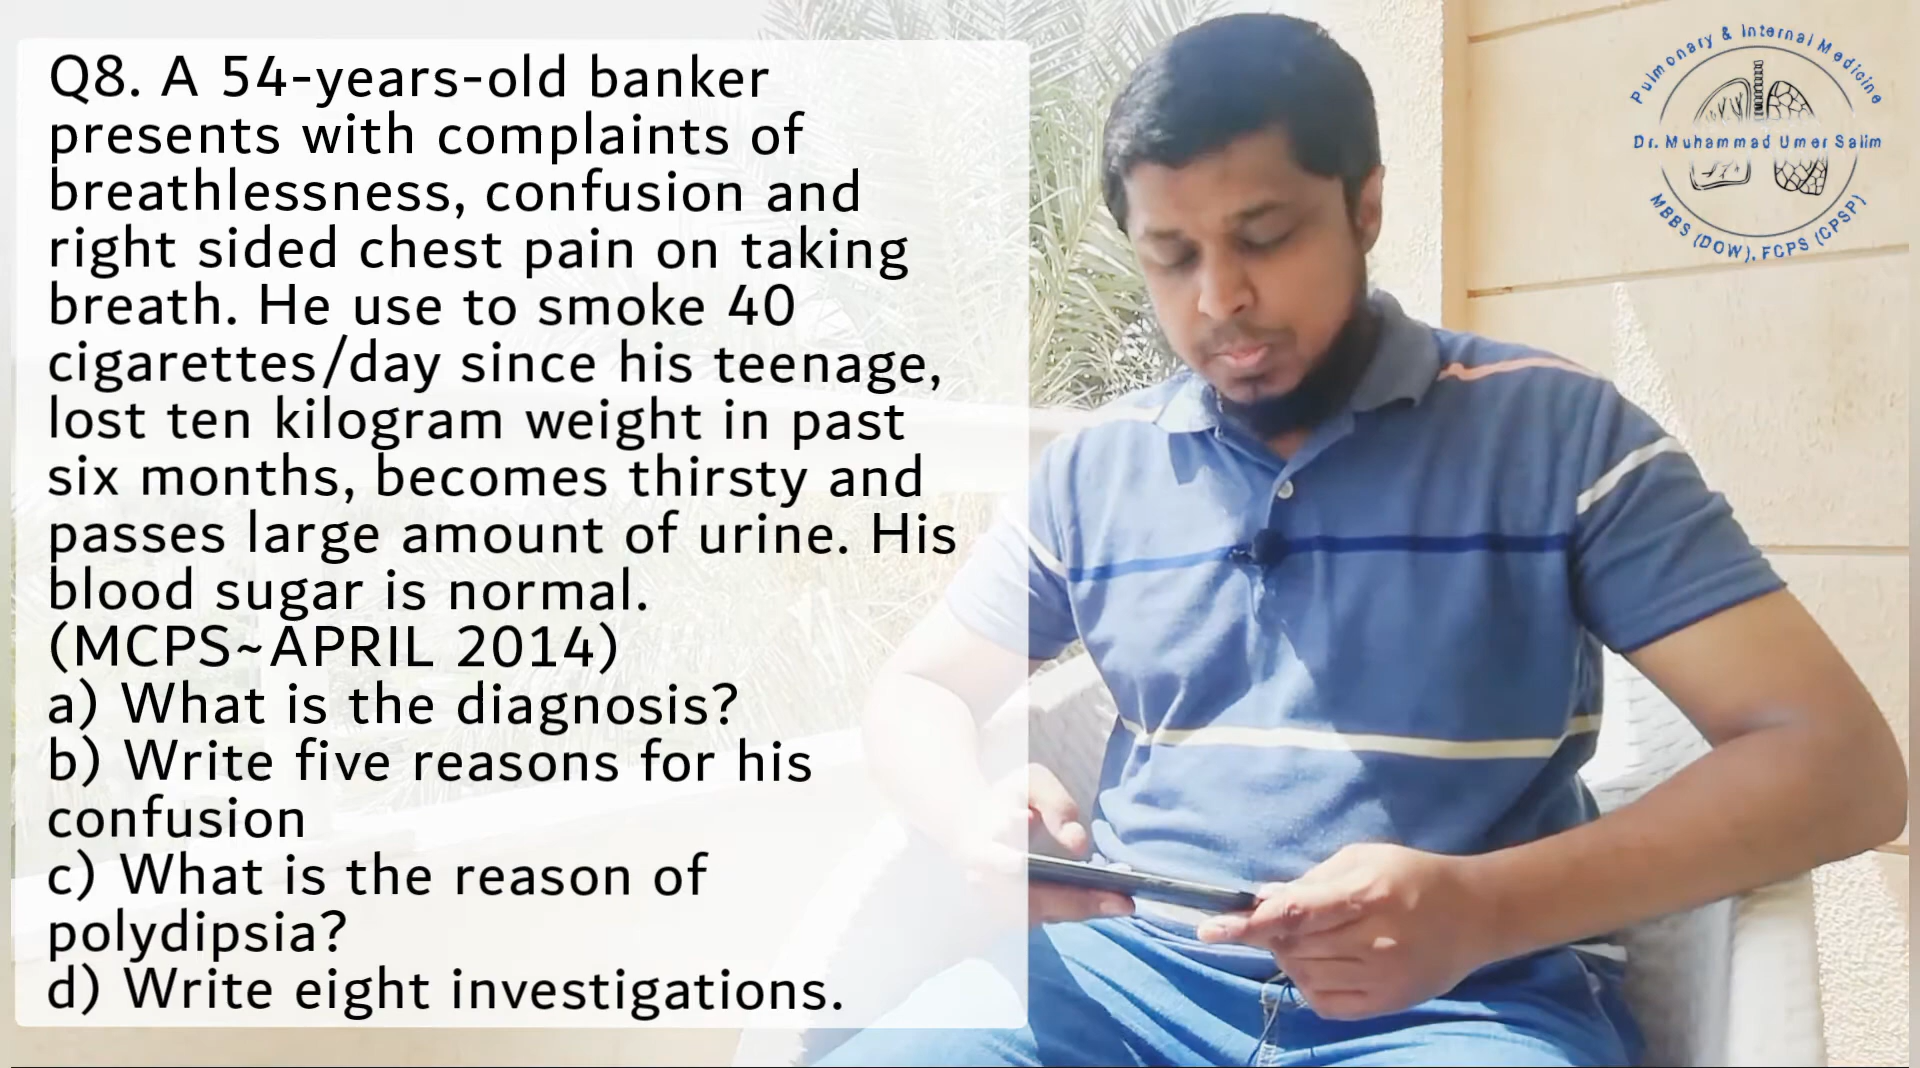 Q8. A 54-years-old banker
presents with complaints of
breathlessness, confusion and
right sided chest pain on taking
breath. He use to smoke 40
cigarettes/day since his teenage,
lost ten kilogram weight in past
six months, becomes thirsty and
passes large amount of urine. His
blood sugar is normal.
(MCPS~APRIL 2014)
a) What is the diagnosis?
b) Write five reasons for his
confusion
c) What is the reason of
polydipsia?
d) Write eight investigations.
Pulmonary & Internal Medicine
Dr. Muhammad Umer Salim
MBBS (DOW), FCPS (CPSP)